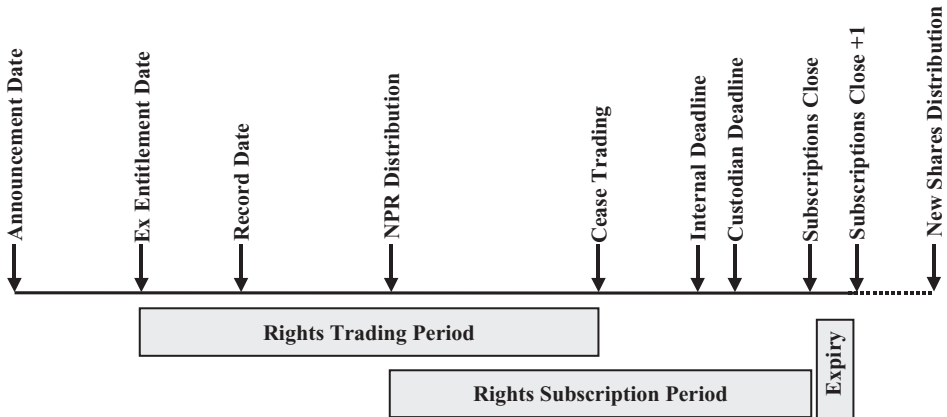 Announcement Date
Ex Entitlement Date
Record Date
NPR Distribution
Cease Trading
Internal Deadline
Custodian Deadline
Subscriptions Close
Subscriptions Close +1
New Shares Distribution
Rights Trading Period
Rights Subscription Period
Expiry